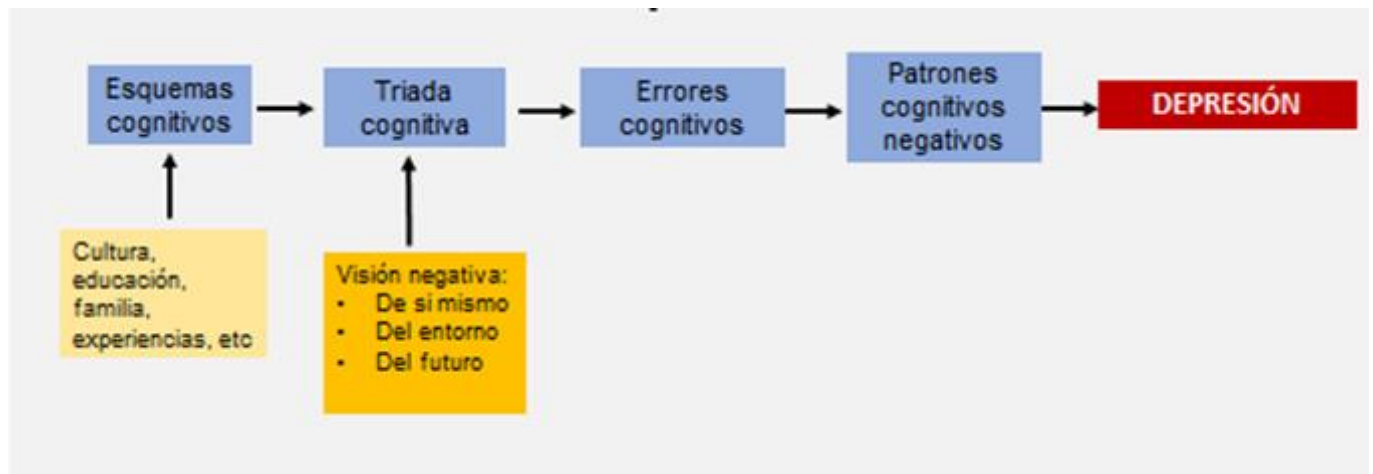 Esquemas
cognitivos
Triada
cognitiva
Errores
cognitivos
Patrones
cognitivos
negativos
DEPRESIÓN
Cultura,
educación,
familia,
experiencias, etc
Visión negativa:
• De si mismo
• Del entorno
• Del futuro